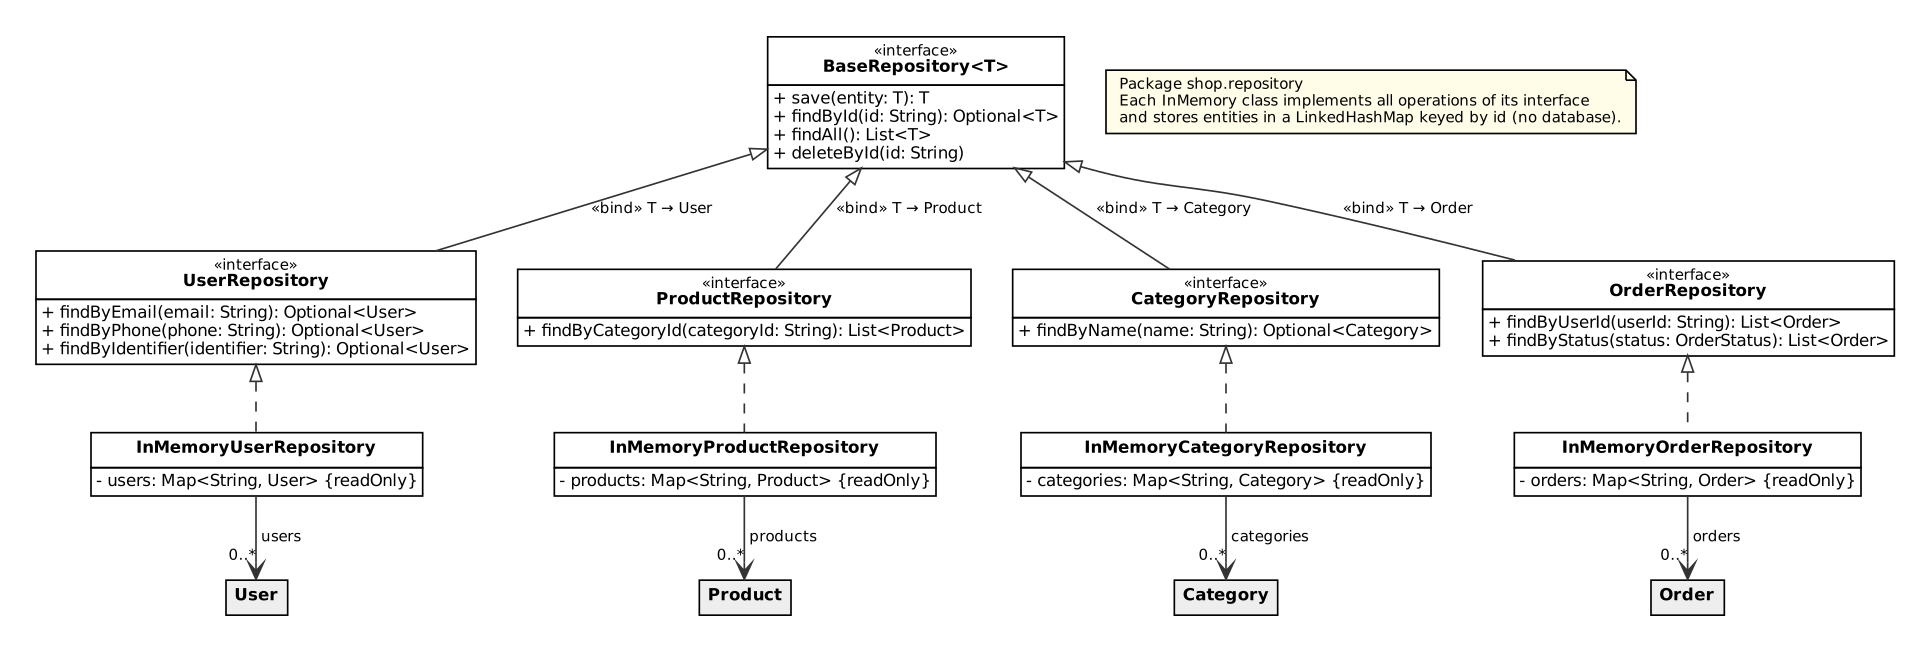 «interface»
BaseRepository<T>
+ save(entity: T): T
+ findById(id: String): Optional<T>
+ findAll(): List<T>
+ deleteById(id: String)
Package shop.repository
Each InMemory class implements all operations of its interface
and stores entities in a LinkedHashMap keyed by id (no database).
«bind» T → User
«bind» T → Product
«bind» T → Category
«bind» T → Order
«interface»
UserRepository
+ findByEmail(email: String): Optional<User>
+ findByPhone(phone: String): Optional<User>
+ findByIdentifier(identifier: String): Optional<User>
«interface»
ProductRepository
+ findByCategoryId(categoryId: String): List<Product>
«interface»
CategoryRepository
+ findByName(name: String): Optional<Category>
«interface»
OrderRepository
+ findByUserId(userId: String): List<Order>
+ findByStatus(status: OrderStatus): List<Order>
InMemoryUserRepository
- users: Map<String, User> {readOnly}
InMemoryProductRepository
- products: Map<String, Product> {readOnly}
InMemoryCategoryRepository
- categories: Map<String, Category> {readOnly}
InMemoryOrderRepository
- orders: Map<String, Order> {readOnly}
users
0..*
products
0..*
categories
0..*
orders
0..*
User
Product
Category
Order